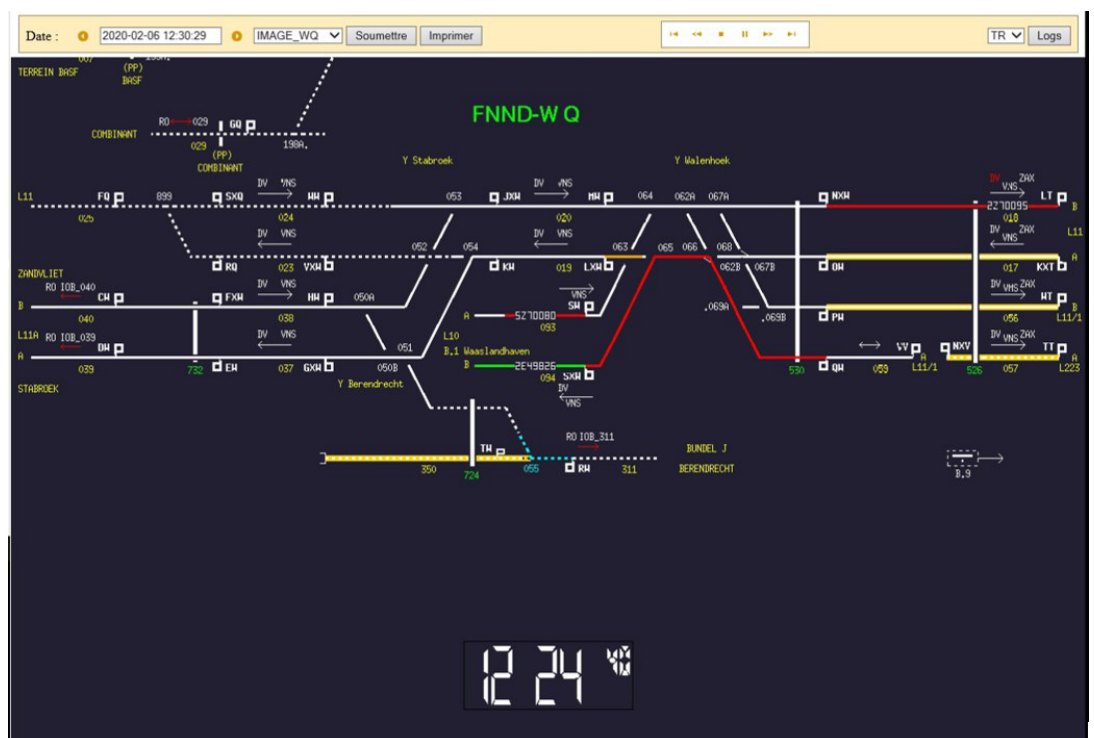 Date : 2020-02-06 12:30:29 IMAGE_WQ Soumettre Imprimer TR Logs
TERREIN BASF (PP)
BASF
FNND-W Q
RO 029 GQ
COMBINANT
029 198A.
(PP)
COMBINANT
Y Stabroek Y Walenhoek
DV VNS DV VNS DV VNS ZAX
L11 FQ 899 SXQ WW 053 JXW MW 064 062A 067A NXW LT
5270095 B
025 024 020 018
DV VNS DV VNS DV VNS ZAX L11
052 054 063 065 066 068
A
RQ 023 VXW KW 019 LXW 062B 067B OW 017 KXT
ZANDVLIET
RO IOB_040 DV VNS VNS DV VNS ZAX
B CW FXW HW 050A SW .069A WT B
040 038 A 5270080 .069B PW 056 L11/1
093
L11A RO IOB_039 DV VNS L10 DV VNS ZAX
DW 051 B.1 Waaslandhaven VV NXV TT
A B 2E49826 A A
039 732 EW 037 GXW 050B 094 SXW 530 QW 059 L11/1 526 057 L223
STABROEK Y Berendrecht DV
VNS
RO IOB_311
TW BUNDEL J
350 724 055 RW 311 BERENDRECHT
B.9
12 24 48